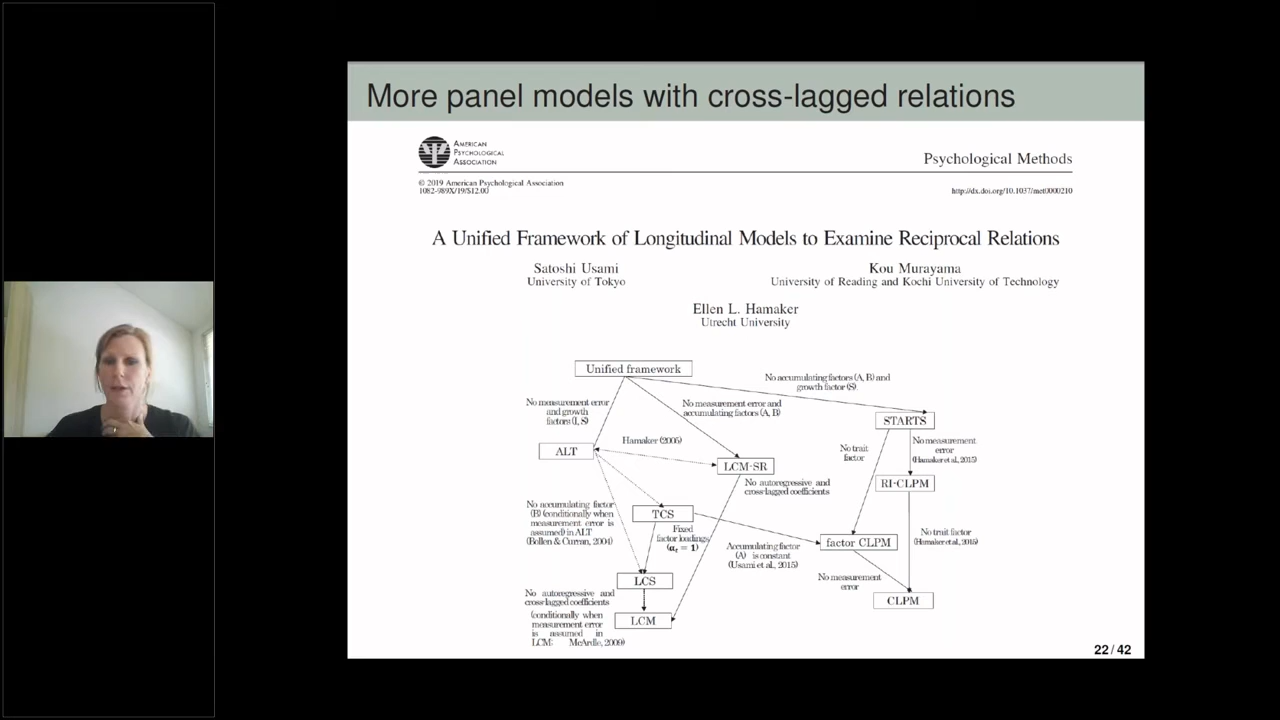 More panel models with cross-lagged relations
AMERICAN
PSYCHOLOGICAL
ASSOCIATION
Psychological Methods
© 2019 American Psychological Association
1082-989X/19/$12.00
http://dx.doi.org/10.1037/met0000210
A Unified Framework of Longitudinal Models to Examine Reciprocal Relations
Satoshi Usami
University of Tokyo
Kou Murayama
University of Reading and Kochi University of Technology
Ellen L. Hamaker
Utrecht University
Unified framework
No accumulating factors (A, B) and
growth factor (S)
No measurement error
and growth
factors (I, S)
No measurement error and
accumulating factors (A, B)
STARTS
Hamaker (2005)
ALT
LCM-SR
No trait
factor
No measurement
error
(Hamaker et al., 2015)
No autoregressive and
cross-lagged coefficients
RI-CLPM
No accumulating factor
(B) (conditionally when
measurement error is
assumed) in ALT
(Bollen & Curran, 2004)
TCS
Fixed
factor loadings
(αt = 1)
Accumulating factor
(A) is constant
(Usami et al., 2015)
factor CLPM
No trait factor
(Hamaker et al., 2015)
No measurement
error
LCS
CLPM
No autoregressive and
cross-lagged coefficients
(conditionally when
measurement error
is assumed in
LCM; McArdle, 2009)
LCM
22 / 42